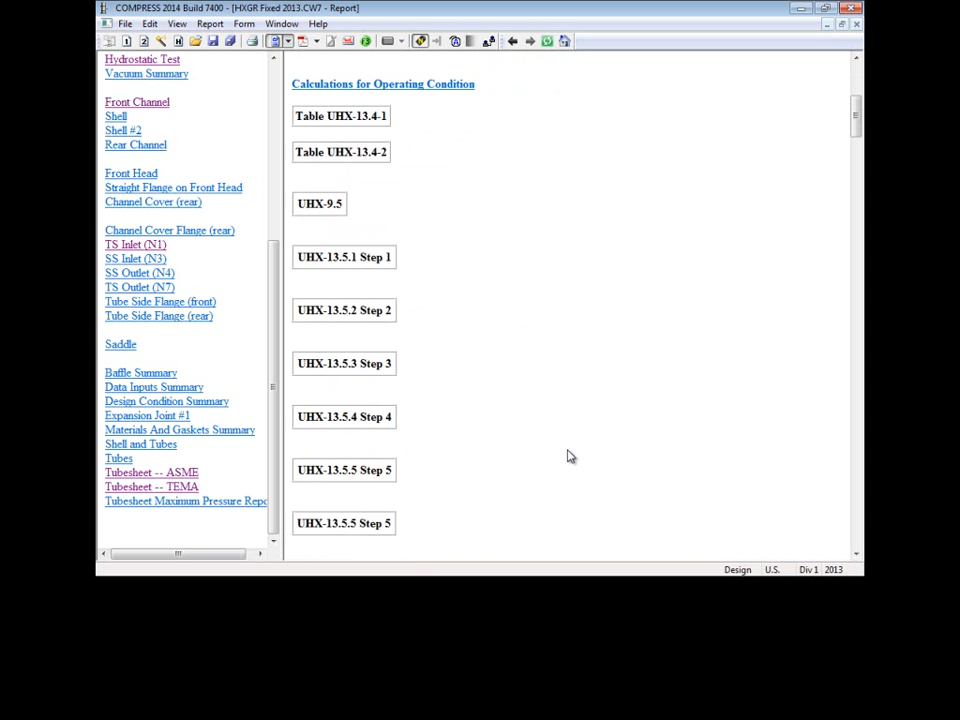 COMPRESS 2014 Build 7400 - [HXGR Fixed 2013.CW7 - Report]
File Edit View Report Form Window Help
Hydrostatic Test
Vacuum Summary
Front Channel
Shell
Shell #2
Rear Channel
Front Head
Straight Flange on Front Head
Channel Cover (rear)
Channel Cover Flange (rear)
TS Inlet (N1)
SS Inlet (N3)
SS Outlet (N4)
TS Outlet (N7)
Tube Side Flange (front)
Tube Side Flange (rear)
Saddle
Baffle Summary
Data Inputs Summary
Design Condition Summary
Expansion Joint #1
Materials And Gaskets Summary
Shell and Tubes
Tubes
Tubesheet -- ASME
Tubesheet -- TEMA
Tubesheet Maximum Pressure Repo
Calculations for Operating Condition
Table UHX-13.4-1
Table UHX-13.4-2
UHX-9.5
UHX-13.5.1 Step 1
UHX-13.5.2 Step 2
UHX-13.5.3 Step 3
UHX-13.5.4 Step 4
UHX-13.5.5 Step 5
UHX-13.5.5 Step 5
Design U.S. Div 1 2013